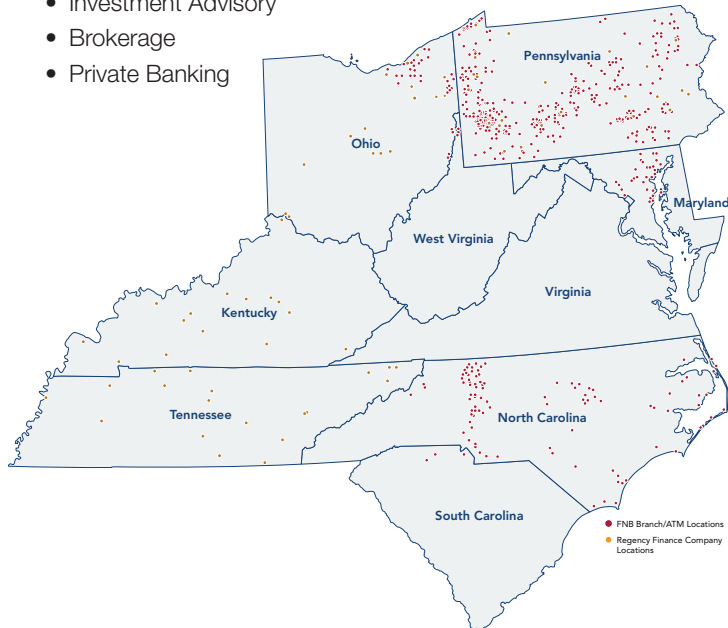 • Investment Advisory
• Brokerage
• Private Banking
Pennsylvania
Ohio
Maryland
West Virginia
Virginia
Kentucky
Tennessee
North Carolina
South Carolina
FNB Branch/ATM Locations
Regency Finance Company
Locations